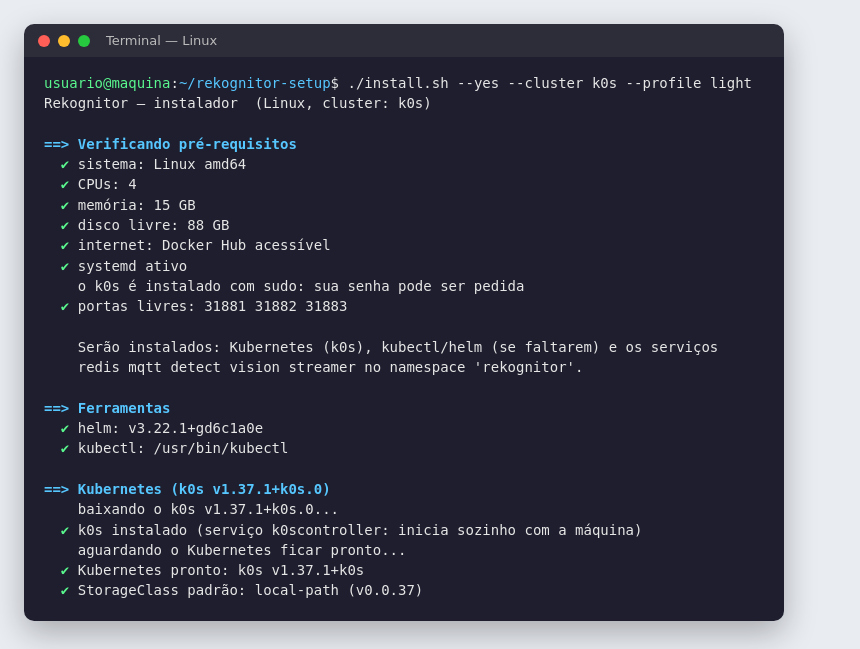 Terminal — Linux
usuario@maquina:~/rekognitor-setup$ ./install.sh --yes --cluster k0s --profile light
Rekognitor — instalador  (Linux, cluster: k0s)
==> Verificando pré-requisitos
✔ sistema: Linux amd64
✔ CPUs: 4
✔ memória: 15 GB
✔ disco livre: 88 GB
✔ internet: Docker Hub acessível
✔ systemd ativo
o k0s é instalado com sudo: sua senha pode ser pedida
✔ portas livres: 31881 31882 31883
Serão instalados: Kubernetes (k0s), kubectl/helm (se faltarem) e os serviços
redis mqtt detect vision streamer no namespace 'rekognitor'.
==> Ferramentas
✔ helm: v3.22.1+gd6c1a0e
✔ kubectl: /usr/bin/kubectl
==> Kubernetes (k0s v1.37.1+k0s.0)
baixando o k0s v1.37.1+k0s.0...
✔ k0s instalado (serviço k0scontroller: inicia sozinho com a máquina)
aguardando o Kubernetes ficar pronto...
✔ Kubernetes pronto: k0s v1.37.1+k0s
✔ StorageClass padrão: local-path (v0.0.37)